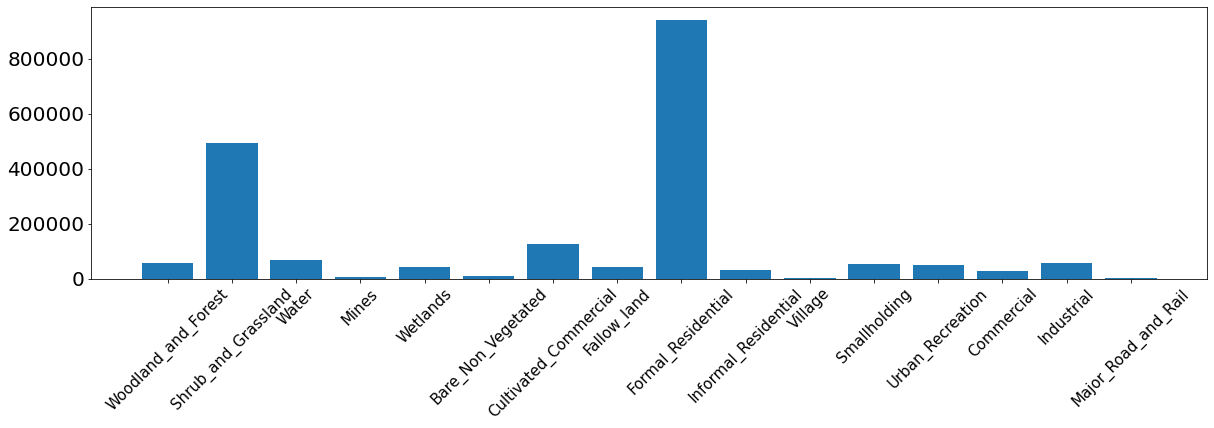 800000
600000
400000
200000
0
Woodland_and_Forest
Shrub_and_Grassland
Water
Mines
Wetlands
Bare_Non_Vegetated
Cultivated_Commercial
Fallow_land
Formal_Residential
Informal_Residential
Village
Smallholding
Urban_Recreation
Commercial
Industrial
Major_Road_and_Rail